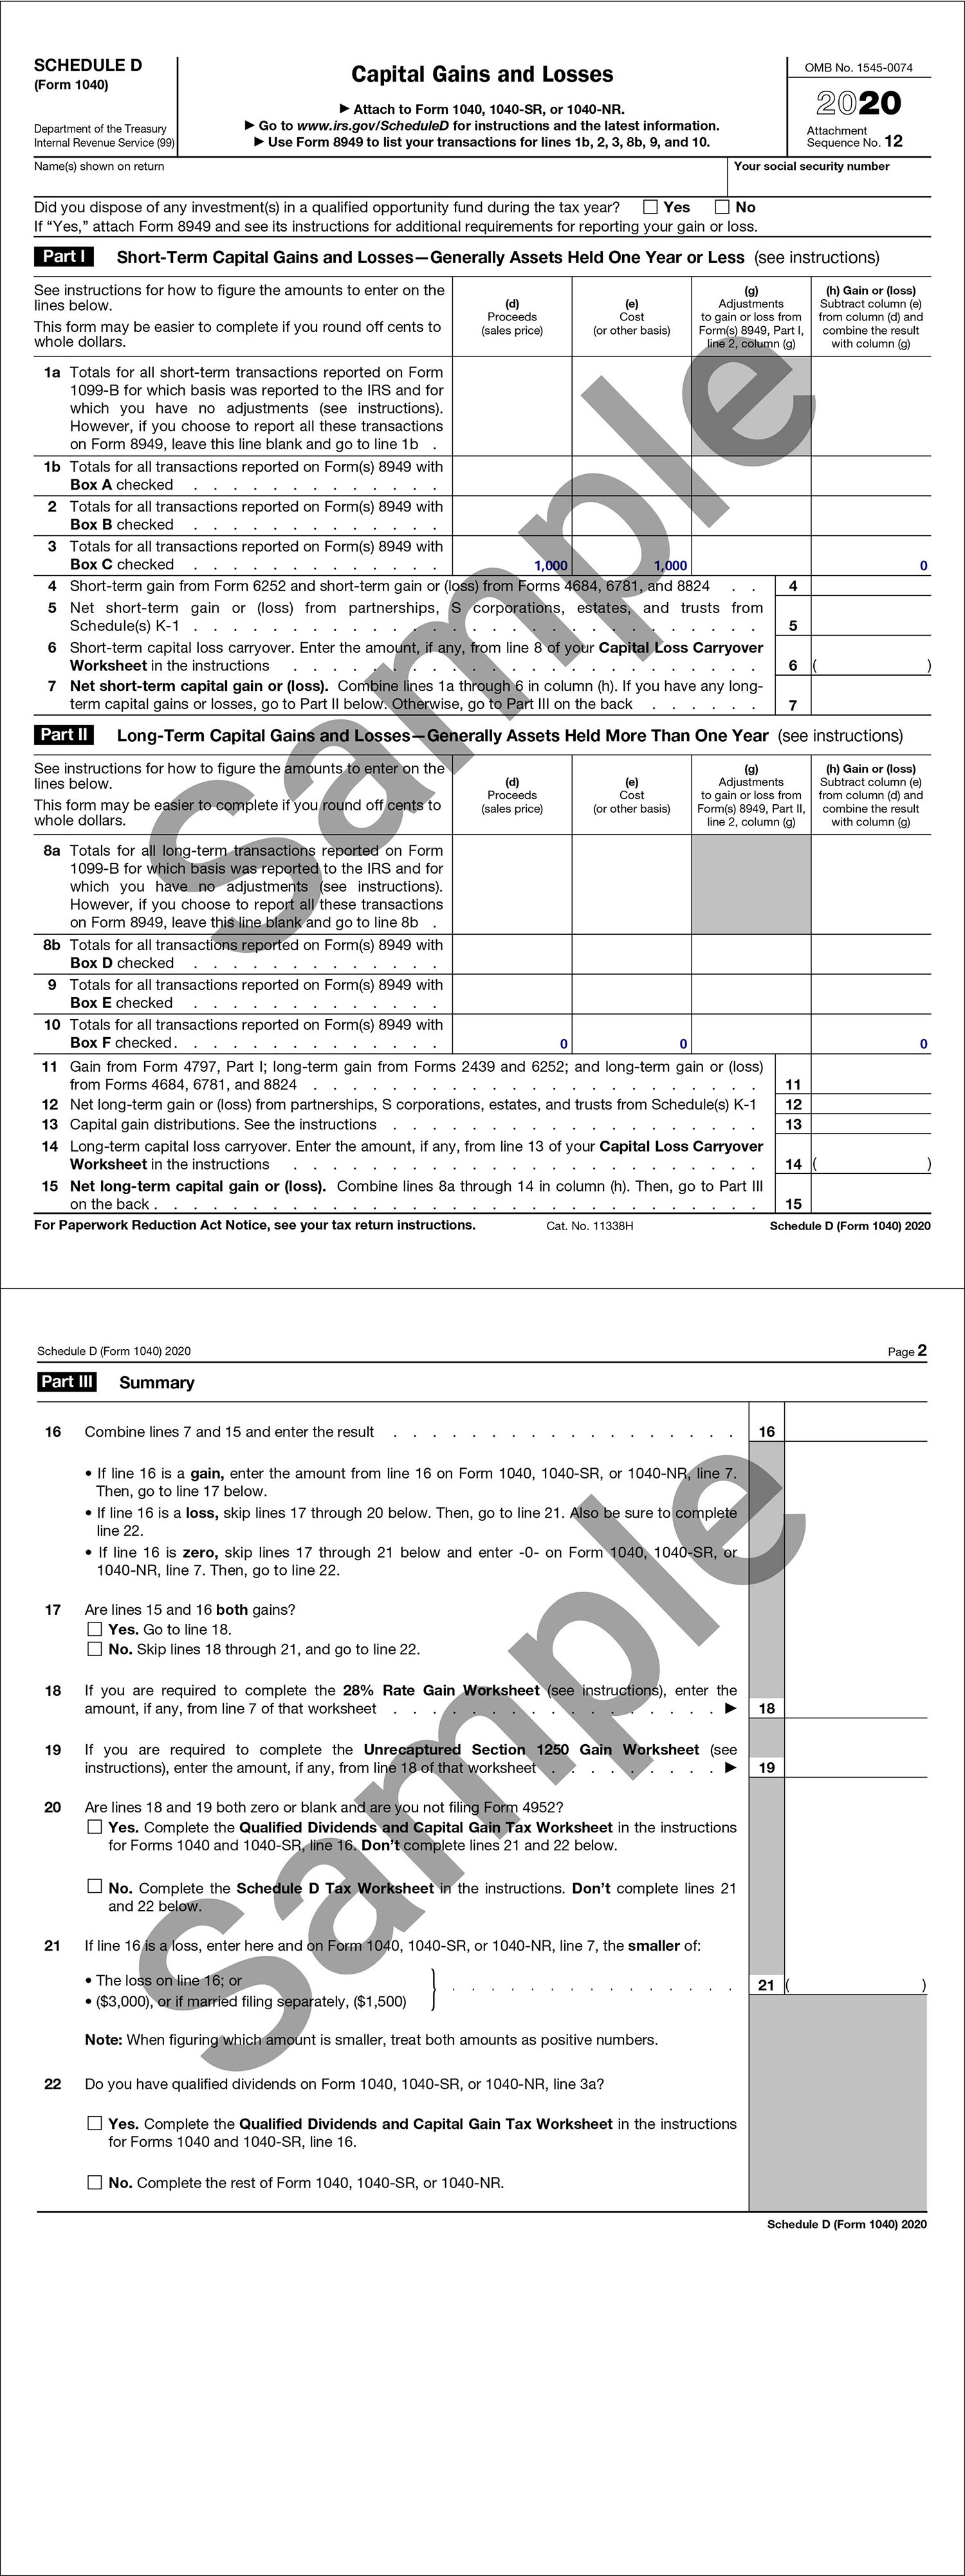 SCHEDULE D
(Form 1040)
Department of the Treasury
Internal Revenue Service (99)
Capital Gains and Losses
▶ Attach to Form 1040, 1040-SR, or 1040-NR.
▶ Go to www.irs.gov/ScheduleD for instructions and the latest information.
▶ Use Form 8949 to list your transactions for lines 1b, 2, 3, 8b, 9, and 10.
OMB No. 1545-0074
2020
Attachment
Sequence No. 12
Name(s) shown on return
Your social security number
Did you dispose of any investment(s) in a qualified opportunity fund during the tax year? Yes No
If “Yes,” attach Form 8949 and see its instructions for additional requirements for reporting your gain or loss.
Part I Short-Term Capital Gains and Losses—Generally Assets Held One Year or Less (see instructions)
See instructions for how to figure the amounts to enter on the
lines below.
This form may be easier to complete if you round off cents to
whole dollars.
(d)
Proceeds
(sales price)
(e)
Cost
(or other basis)
(g)
Adjustments
to gain or loss from
Form(s) 8949, Part I,
line 2, column (g)
(h) Gain or (loss)
Subtract column (e)
from column (d) and
combine the result
with column (g)
1a Totals for all short-term transactions reported on Form
1099-B for which basis was reported to the IRS and for
which you have no adjustments (see instructions).
However, if you choose to report all these transactions
on Form 8949, leave this line blank and go to line 1b .
1b Totals for all transactions reported on Form(s) 8949 with
Box A checked . . . . . . . . . . . . .
2 Totals for all transactions reported on Form(s) 8949 with
Box B checked . . . . . . . . . . . . .
3 Totals for all transactions reported on Form(s) 8949 with
Box C checked . . . . . . . . . . . . . 1,000 1,000 0
4 Short-term gain from Form 6252 and short-term gain or (loss) from Forms 4684, 6781, and 8824 . . 4
5 Net short-term gain or (loss) from partnerships, S corporations, estates, and trusts from
Schedule(s) K-1 . . . . . . . . . . . . . . . . . . . . . . . . . . . . . 5
6 Short-term capital loss carryover. Enter the amount, if any, from line 8 of your Capital Loss Carryover
Worksheet in the instructions . . . . . . . . . . . . . . . . . . . . . . . . 6 ( )
7 Net short-term capital gain or (loss). Combine lines 1a through 6 in column (h). If you have any long-
term capital gains or losses, go to Part II below. Otherwise, go to Part III on the back . . . . . . 7
Part II Long-Term Capital Gains and Losses—Generally Assets Held More Than One Year (see instructions)
See instructions for how to figure the amounts to enter on the
lines below.
This form may be easier to complete if you round off cents to
whole dollars.
(d)
Proceeds
(sales price)
(e)
Cost
(or other basis)
(g)
Adjustments
to gain or loss from
Form(s) 8949, Part II,
line 2, column (g)
(h) Gain or (loss)
Subtract column (e)
from column (d) and
combine the result
with column (g)
8a Totals for all long-term transactions reported on Form
1099-B for which basis was reported to the IRS and for
which you have no adjustments (see instructions).
However, if you choose to report all these transactions
on Form 8949, leave this line blank and go to line 8b .
8b Totals for all transactions reported on Form(s) 8949 with
Box D checked . . . . . . . . . . . . .
9 Totals for all transactions reported on Form(s) 8949 with
Box E checked . . . . . . . . . . . . .
10 Totals for all transactions reported on Form(s) 8949 with
Box F checked . . . . . . . . . . . . . . 0 0 0
11 Gain from Form 4797, Part I; long-term gain from Forms 2439 and 6252; and long-term gain or (loss)
from Forms 4684, 6781, and 8824 . . . . . . . . . . . . . . . . . . . . . . . 11
12 Net long-term gain or (loss) from partnerships, S corporations, estates, and trusts from Schedule(s) K-1 12
13 Capital gain distributions. See the instructions . . . . . . . . . . . . . . . . . . . 13
14 Long-term capital loss carryover. Enter the amount, if any, from line 13 of your Capital Loss Carryover
Worksheet in the instructions . . . . . . . . . . . . . . . . . . . . . . . . 14 ( )
15 Net long-term capital gain or (loss). Combine lines 8a through 14 in column (h). Then, go to Part III
on the back . . . . . . . . . . . . . . . . . . . . . . . . . . . . . . . 15
For Paperwork Reduction Act Notice, see your tax return instructions. Cat. No. 11338H Schedule D (Form 1040) 2020
Sample
Schedule D (Form 1040) 2020 Page 2
Part III Summary
16 Combine lines 7 and 15 and enter the result . . . . . . . . . . . . . . . . . 16
• If line 16 is a gain, enter the amount from line 16 on Form 1040, 1040-SR, or 1040-NR, line 7.
Then, go to line 17 below.
• If line 16 is a loss, skip lines 17 through 20 below. Then, go to line 21. Also be sure to complete
line 22.
• If line 16 is zero, skip lines 17 through 21 below and enter -0- on Form 1040, 1040-SR, or
1040-NR, line 7. Then, go to line 22.
17 Are lines 15 and 16 both gains?
Yes. Go to line 18.
No. Skip lines 18 through 21, and go to line 22.
18 If you are required to complete the 28% Rate Gain Worksheet (see instructions), enter the
amount, if any, from line 7 of that worksheet . . . . . . . . . . . . . . . . . ▶ 18
19 If you are required to complete the Unrecaptured Section 1250 Gain Worksheet (see
instructions), enter the amount, if any, from line 18 of that worksheet . . . . . . . . . ▶ 19
20 Are lines 18 and 19 both zero or blank and are you not filing Form 4952?
Yes. Complete the Qualified Dividends and Capital Gain Tax Worksheet in the instructions
for Forms 1040 and 1040-SR, line 16. Don’t complete lines 21 and 22 below.
No. Complete the Schedule D Tax Worksheet in the instructions. Don’t complete lines 21
and 22 below.
21 If line 16 is a loss, enter here and on Form 1040, 1040-SR, or 1040-NR, line 7, the smaller of:
• The loss on line 16; or
• ($3,000), or if married filing separately, ($1,500) } . . . . . . . . . . . . . . . 21 ( )
Note: When figuring which amount is smaller, treat both amounts as positive numbers.
22 Do you have qualified dividends on Form 1040, 1040-SR, or 1040-NR, line 3a?
Yes. Complete the Qualified Dividends and Capital Gain Tax Worksheet in the instructions
for Forms 1040 and 1040-SR, line 16.
No. Complete the rest of Form 1040, 1040-SR, or 1040-NR.
Schedule D (Form 1040) 2020
Sample